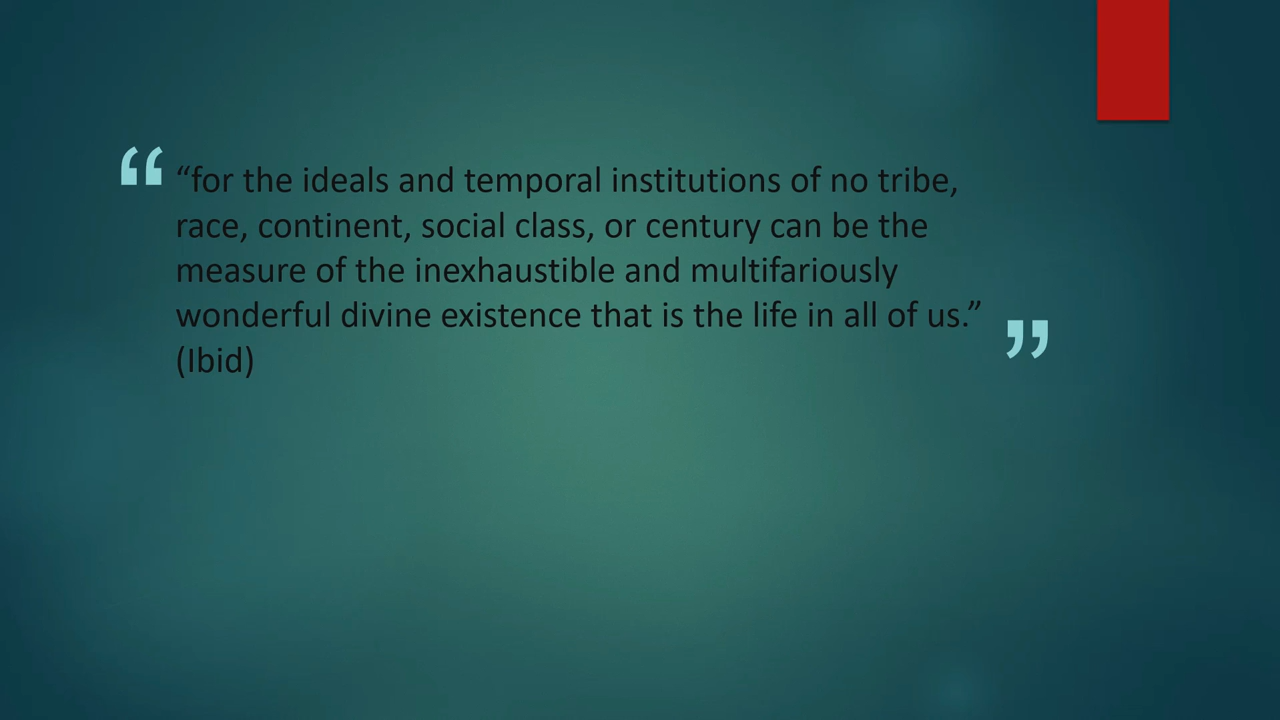 “for the ideals and temporal institutions of no tribe,
race, continent, social class, or century can be the
measure of the inexhaustible and multifariously
wonderful divine existence that is the life in all of us.”
(Ibid)